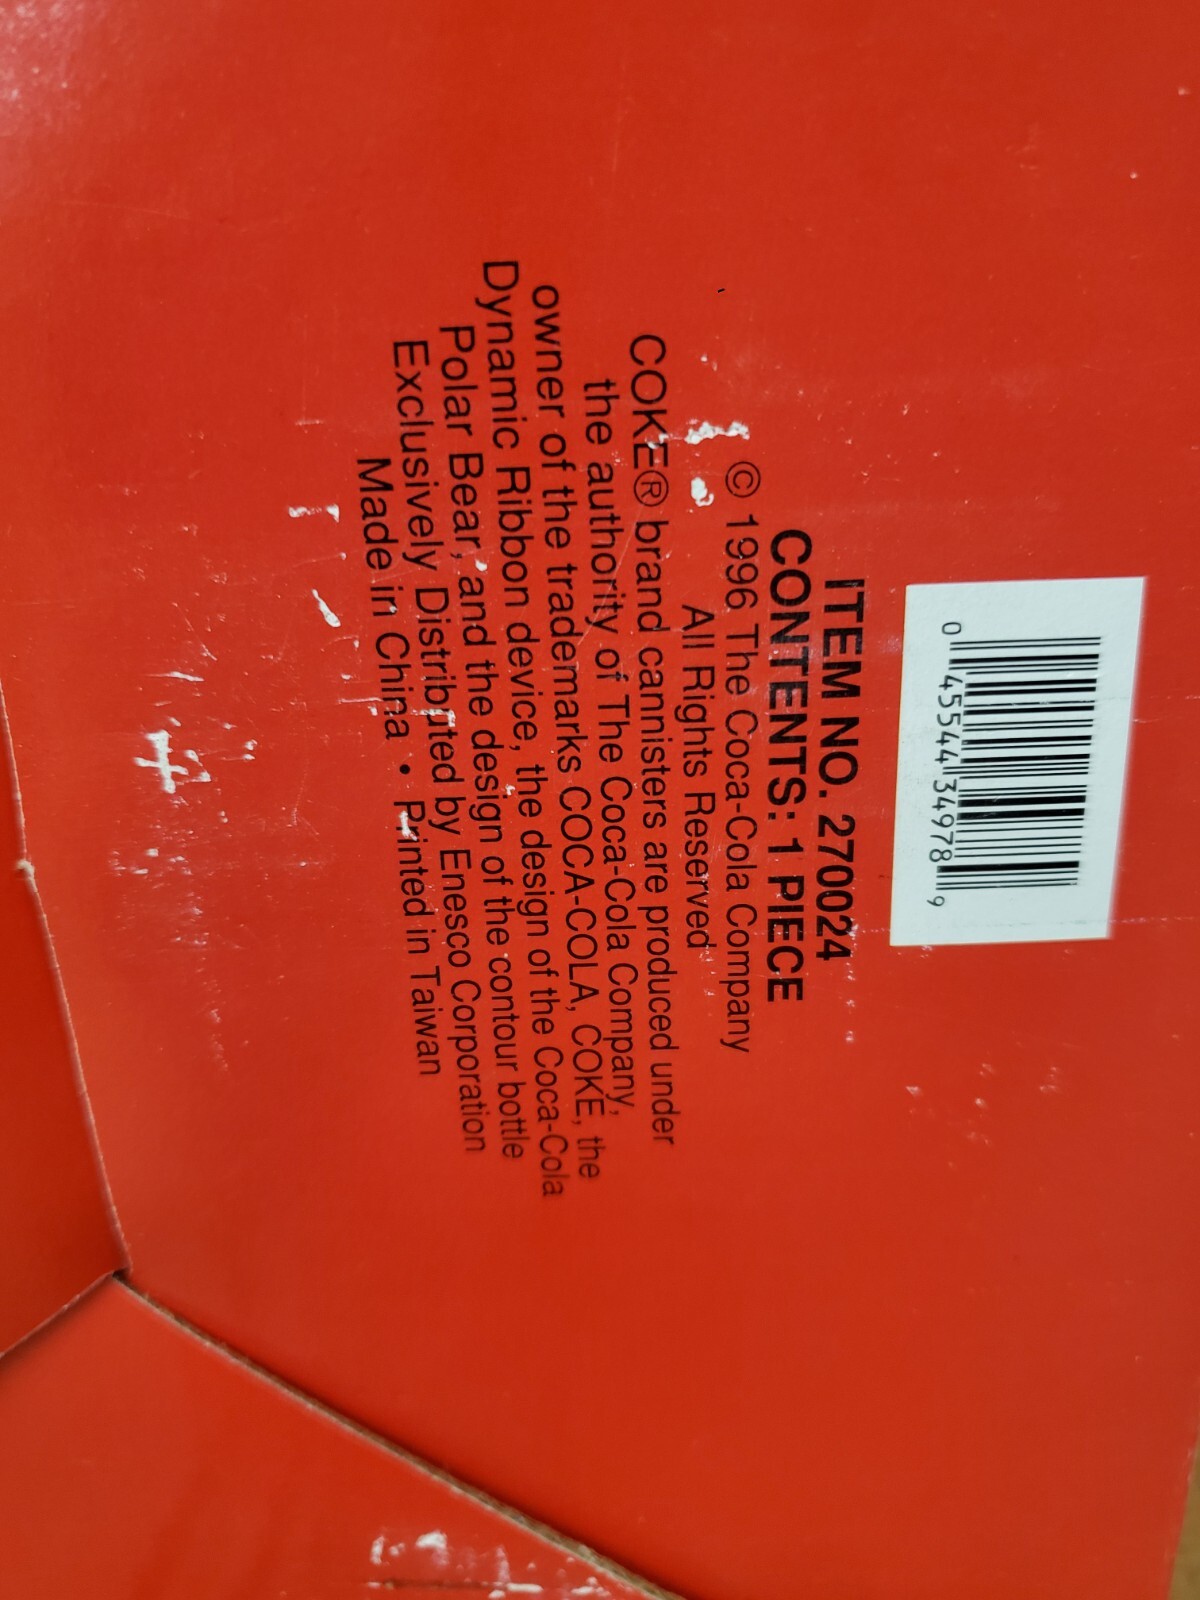 0 45544 34978 9
ITEM NO. 270024
CONTENTS: 1 PIECE
© 1996 The Coca-Cola Company
All Rights Reserved
COKE® brand cannisters are produced under
the authority of The Coca-Cola Company,
owner of the trademarks COCA-COLA, COKE, the
Dynamic Ribbon device, the design of the Coca-Cola
Polar Bear, and the design of the contour bottle
Exclusively Distributed by Enesco Corporation
Made in China • Printed in Taiwan